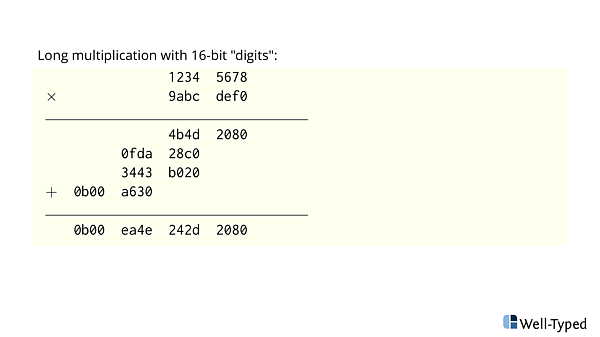 Long multiplication with 16-bit "digits":
1234 5678
× 9abc def0
4b4d 2080
0fda 28c0
3443 b020
+ 0b00 a630
0b00 ea4e 242d 2080
Well-Typed